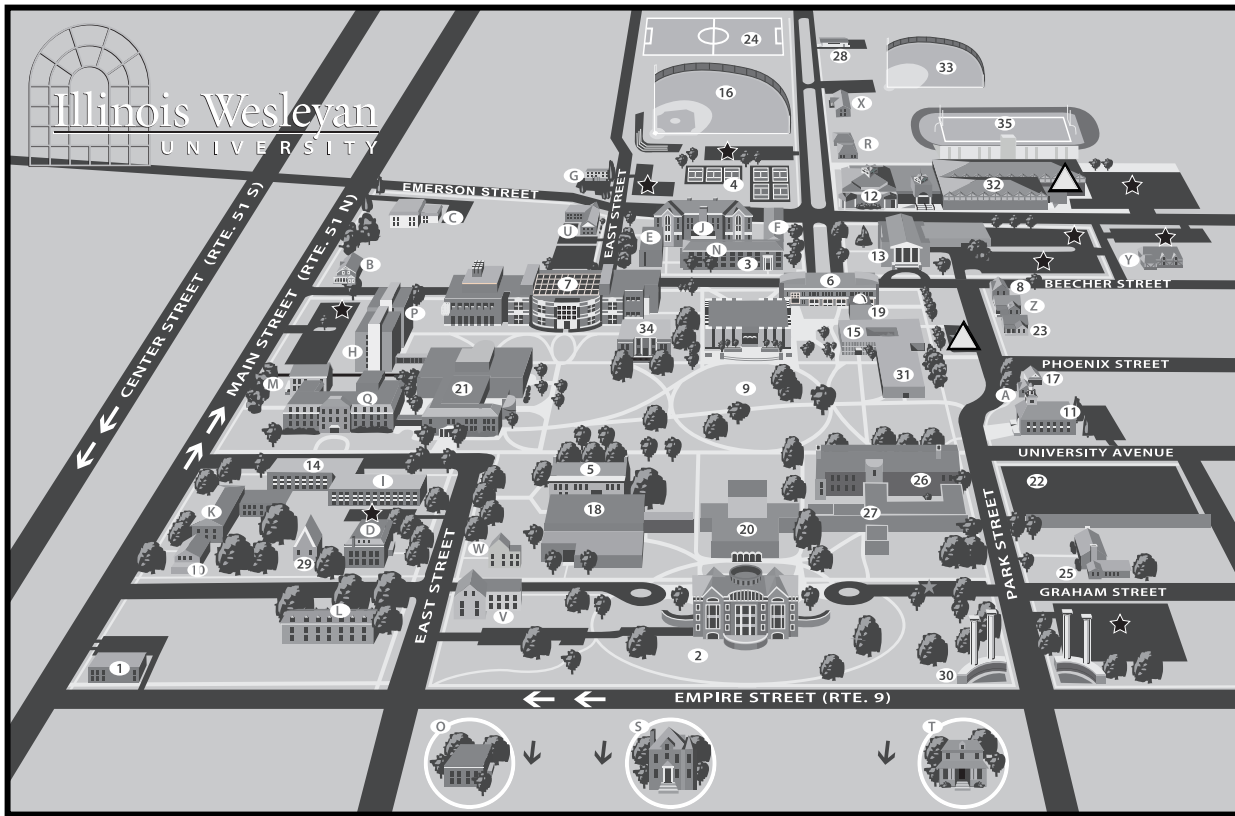 Illinois Wesleyan
UNIVERSITY
24
28
33
16
X
35
R
CENTER STREET (RTE. 51 S)
MAIN STREET (RTE. 51 N)
EMERSON STREET
G
EAST STREET
4
12
32
C
U
E
J
F
N
3
13
Y
B
7
6
8
BEECHER STREET
Z
P
19
23
34
15
H
PHOENIX STREET
M
Q
21
9
31
17
A
11
UNIVERSITY AVENUE
14
I
5
26
22
K
18
27
D
20
W
10
29
25
EAST STREET
PARK STREET
GRAHAM STREET
L
V
1
2
30
EMPIRE STREET (RTE. 9)
O
S
T